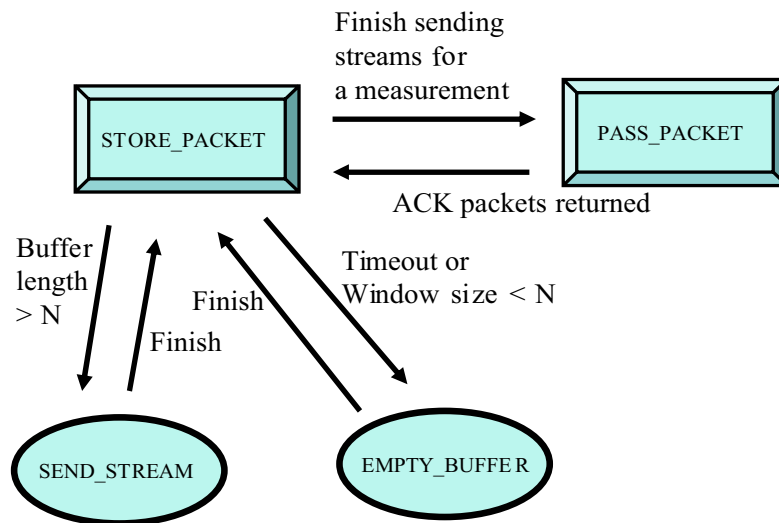 Finish sending
streams for
a measurement
STORE_PACKET
PASS_PACKET
ACK packets returned
Buffer
length
> N
Finish
Finish
Timeout or
Window size < N
SEND_STREAM
EMPTY_BUFFER